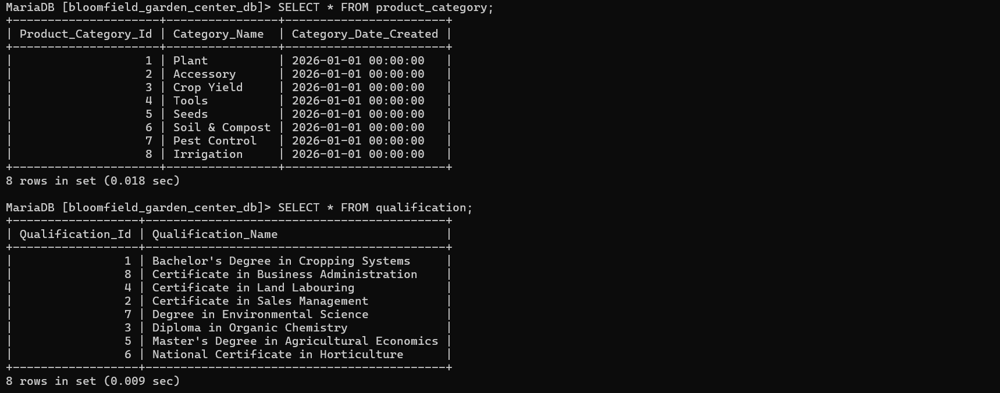 MariaDB [bloomfield_garden_center_db]> SELECT * FROM product_category;
+---------------------+----------------+-----------------------+
| Product_Category_Id | Category_Name  | Category_Date_Created |
+---------------------+----------------+-----------------------+
|                   1 | Plant          | 2026-01-01 00:00:00   |
|                   2 | Accessory      | 2026-01-01 00:00:00   |
|                   3 | Crop Yield     | 2026-01-01 00:00:00   |
|                   4 | Tools          | 2026-01-01 00:00:00   |
|                   5 | Seeds          | 2026-01-01 00:00:00   |
|                   6 | Soil & Compost | 2026-01-01 00:00:00   |
|                   7 | Pest Control   | 2026-01-01 00:00:00   |
|                   8 | Irrigation     | 2026-01-01 00:00:00   |
+---------------------+----------------+-----------------------+
8 rows in set (0.018 sec)

MariaDB [bloomfield_garden_center_db]> SELECT * FROM qualification;
+------------------+-------------------------------------------+
| Qualification_Id | Qualification_Name                        |
+------------------+-------------------------------------------+
|                1 | Bachelor's Degree in Cropping Systems     |
|                8 | Certificate in Business Administration    |
|                4 | Certificate in Land Labouring             |
|                2 | Certificate in Sales Management           |
|                7 | Degree in Environmental Science           |
|                3 | Diploma in Organic Chemistry              |
|                5 | Master's Degree in Agricultural Economics |
|                6 | National Certificate in Horticulture      |
+------------------+-------------------------------------------+
8 rows in set (0.009 sec)